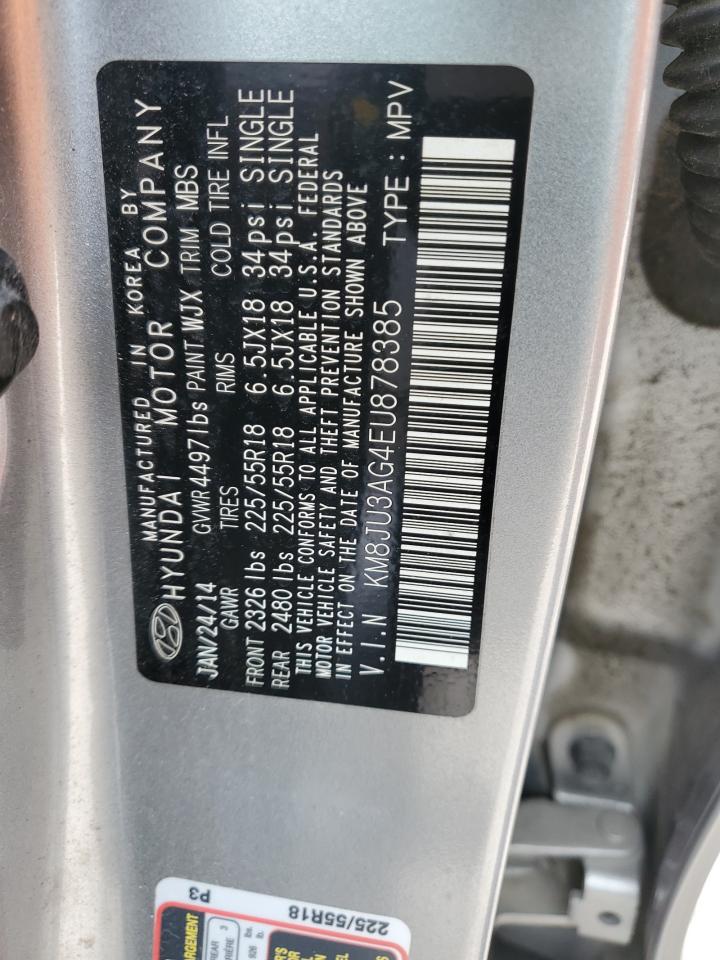 MANUFACTURED IN KOREA BY
HYUNDAI MOTOR COMPANY
JAN/24/14 GVWR 4497 lbs PAINT WJX TRIM MBS
GAWR TIRES RIMS COLD TIRE INFL
FRONT 2326 lbs 225/55R18 6.5JX18 34psi SINGLE
REAR 2480 lbs 225/55R18 6.5JX18 34psi SINGLE
THIS VEHICLE CONFORMS TO ALL APPLICABLE U.S.A. FEDERAL
MOTOR VEHICLE SAFETY AND THEFT PREVENTION STANDARDS
IN EFFECT ON THE DATE OF MANUFACTURE SHOWN ABOVE
V.I.N KM8JU3AG4EU878385 TYPE : MPV
225/55R18 P3